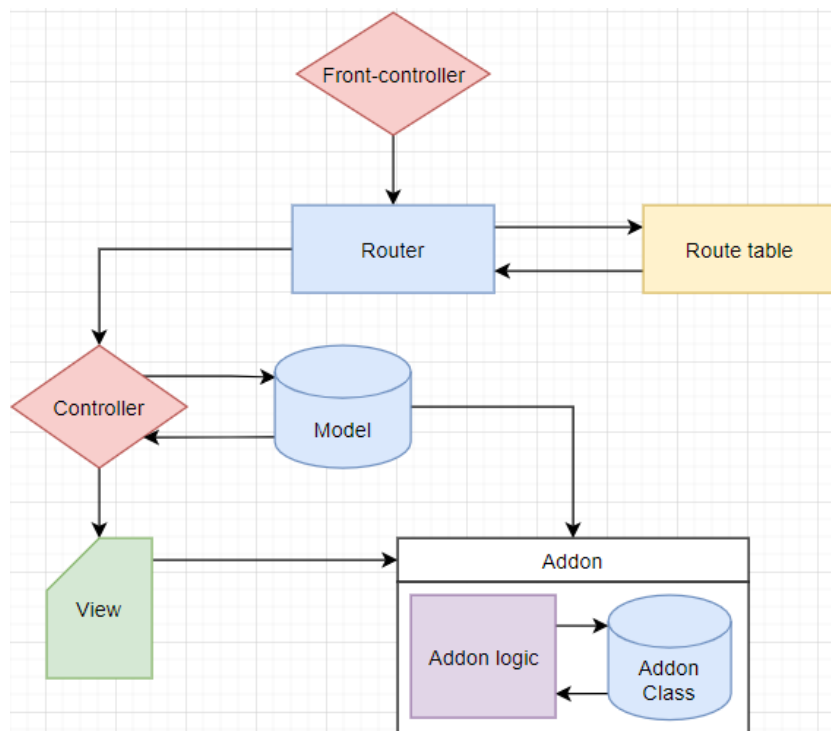 Front-controller
Router
Route table
Controller
Model
Addon
View
Addon logic
Addon
Class